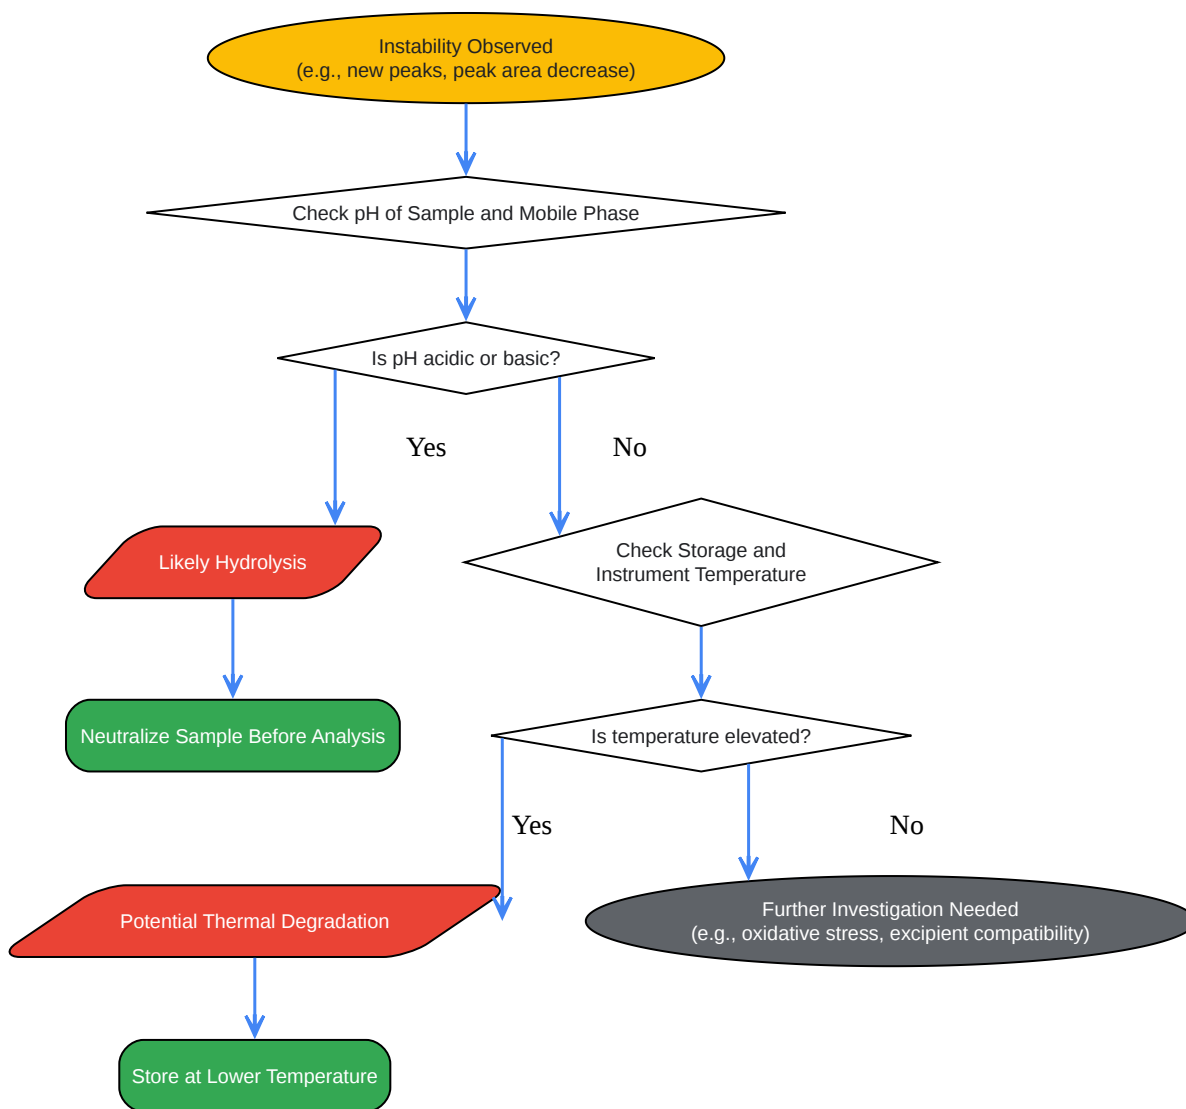 Instability Observed
(e.g., new peaks, peak area decrease)
Check pH of Sample and Mobile Phase
Is pH acidic or basic?
Yes
No
Likely Hydrolysis
Check Storage and
Instrument Temperature
Neutralize Sample Before Analysis
Is temperature elevated?
Yes
No
Potential Thermal Degradation
Further Investigation Needed
(e.g., oxidative stress, excipient compatibility)
Store at Lower Temperature